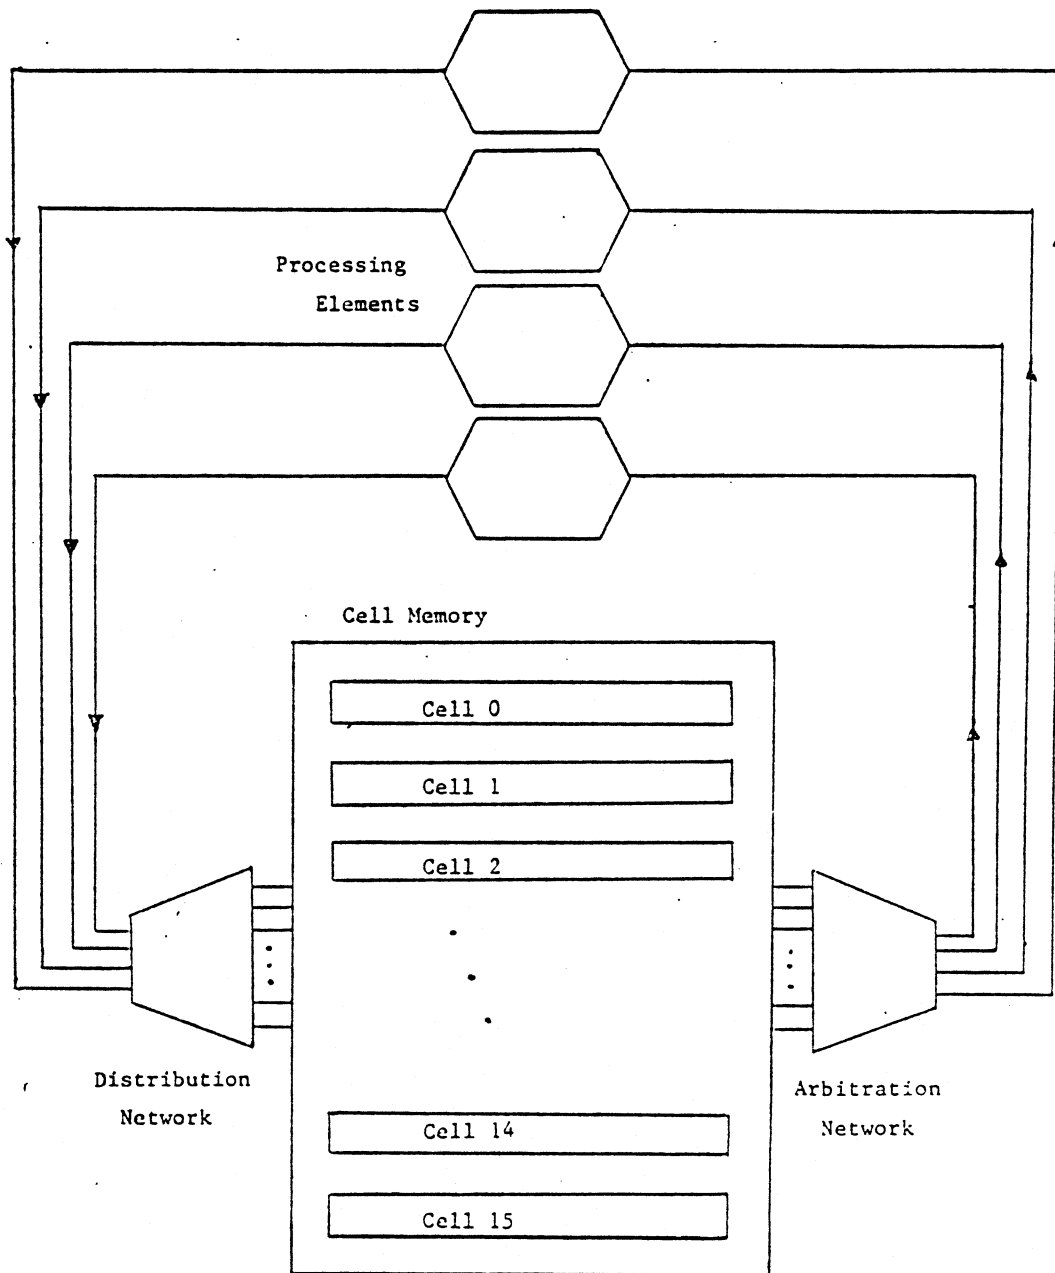 Processing
Elements
Cell Memory
Cell 0
Cell 1
Cell 2
Distribution
Network
Arbitration
Network
Cell 14
Cell 15